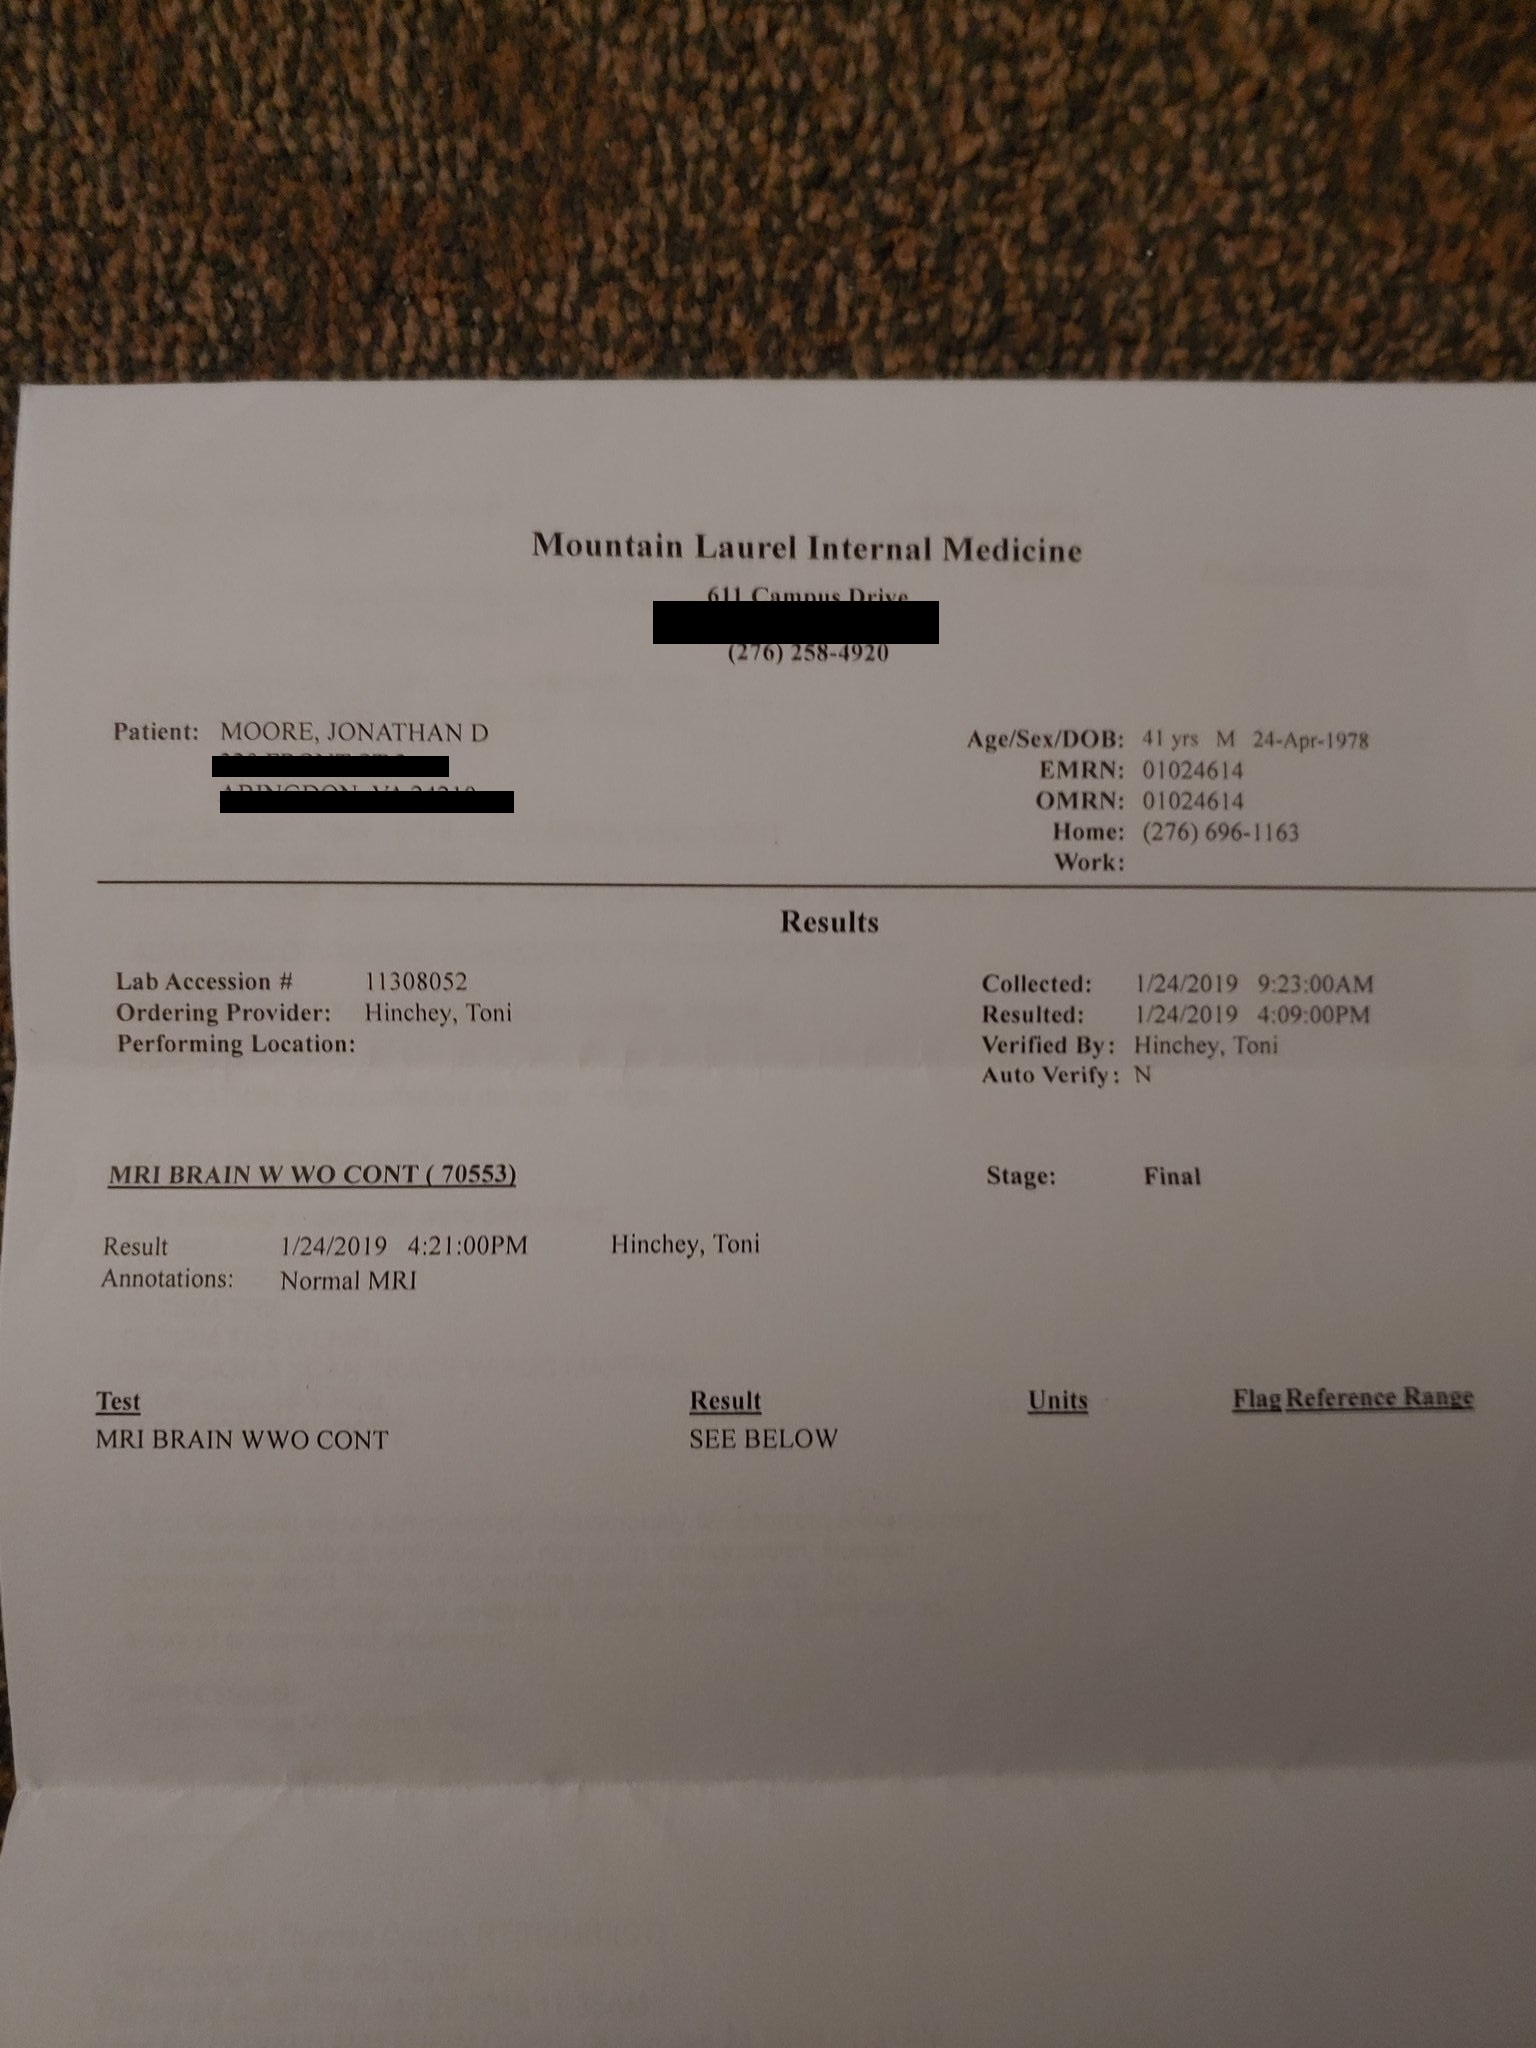 Mountain Laurel Internal Medicine
611 Campus Drive
(276) 258-4920
Patient: MOORE, JONATHAN D
Age/Sex/DOB: 41 yrs M 24-Apr-1978
EMRN: 01024614
OMRN: 01024614
Home: (276) 696-1163
Work:
Results
Lab Accession # 11308052
Collected: 1/24/2019 9:23:00AM
Ordering Provider: Hinchey, Toni
Resulted: 1/24/2019 4:09:00PM
Performing Location:
Verified By: Hinchey, Toni
Auto Verify: N
MRI BRAIN W WO CONT ( 70553)
Stage: Final
Result 1/24/2019 4:21:00PM Hinchey, Toni
Annotations: Normal MRI
Test Result Units Flag Reference Range
MRI BRAIN WWO CONT SEE BELOW